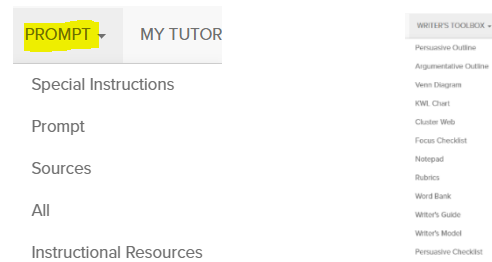 PROMPT
MY TUTOR
Special Instructions
Prompt
Sources
All
Instructional Resources
WRITER'S TOOLBOX
Persuasive Outline
Argumentative Outline
Venn Diagram
KWL Chart
Cluster Web
Focus Checklist
Notepad
Rubrics
Word Bank
Writer's Guide
Writer's Model
Persuasive Checklist